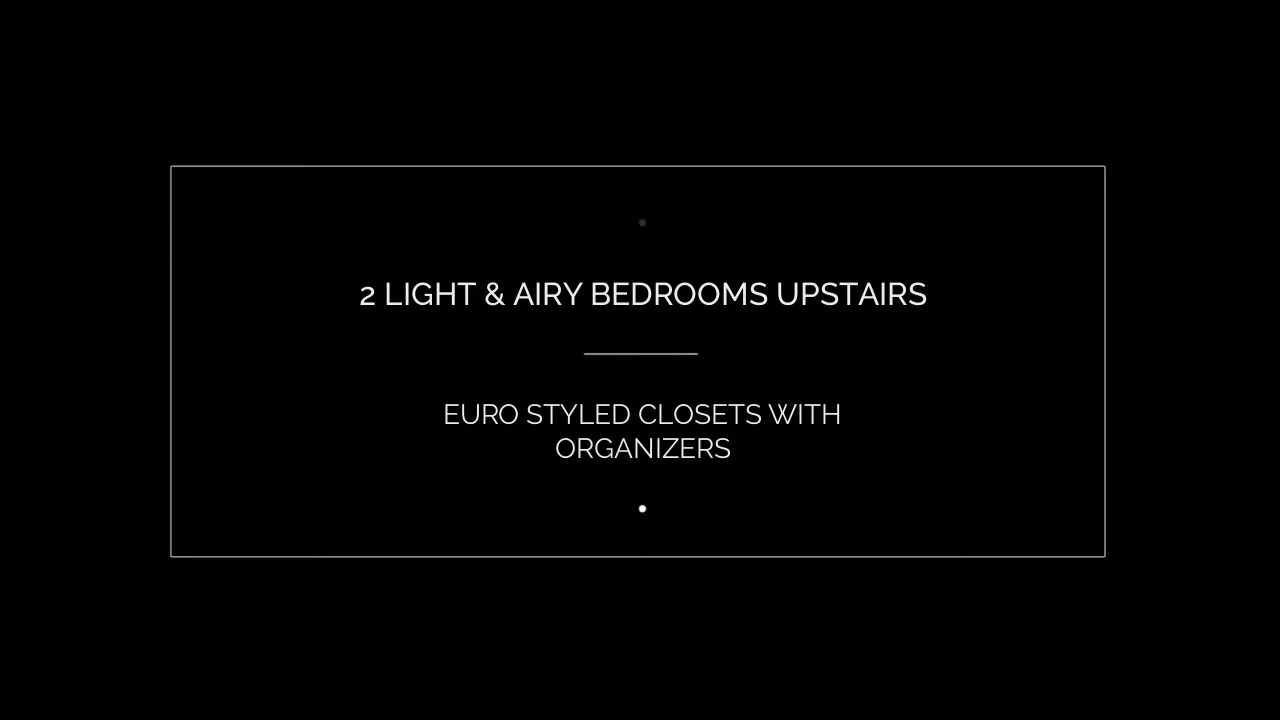 2 LIGHT & AIRY BEDROOMS UPSTAIRS
EURO STYLED CLOSETS WITH
ORGANIZERS